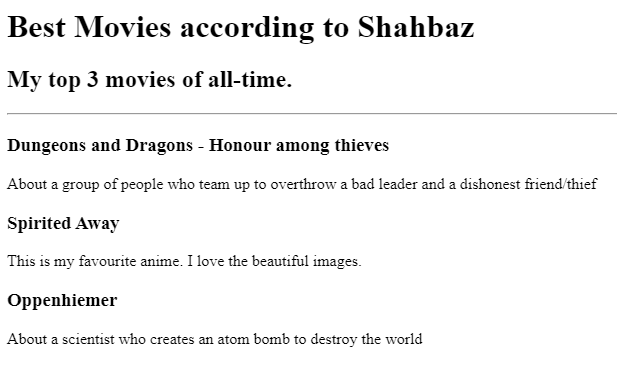 Best Movies according to Shahbaz
My top 3 movies of all-time.
Dungeons and Dragons - Honour among thieves
About a group of people who team up to overthrow a bad leader and a dishonest friend/thief
Spirited Away
This is my favourite anime. I love the beautiful images.
Oppenhiemer
About a scientist who creates an atom bomb to destroy the world